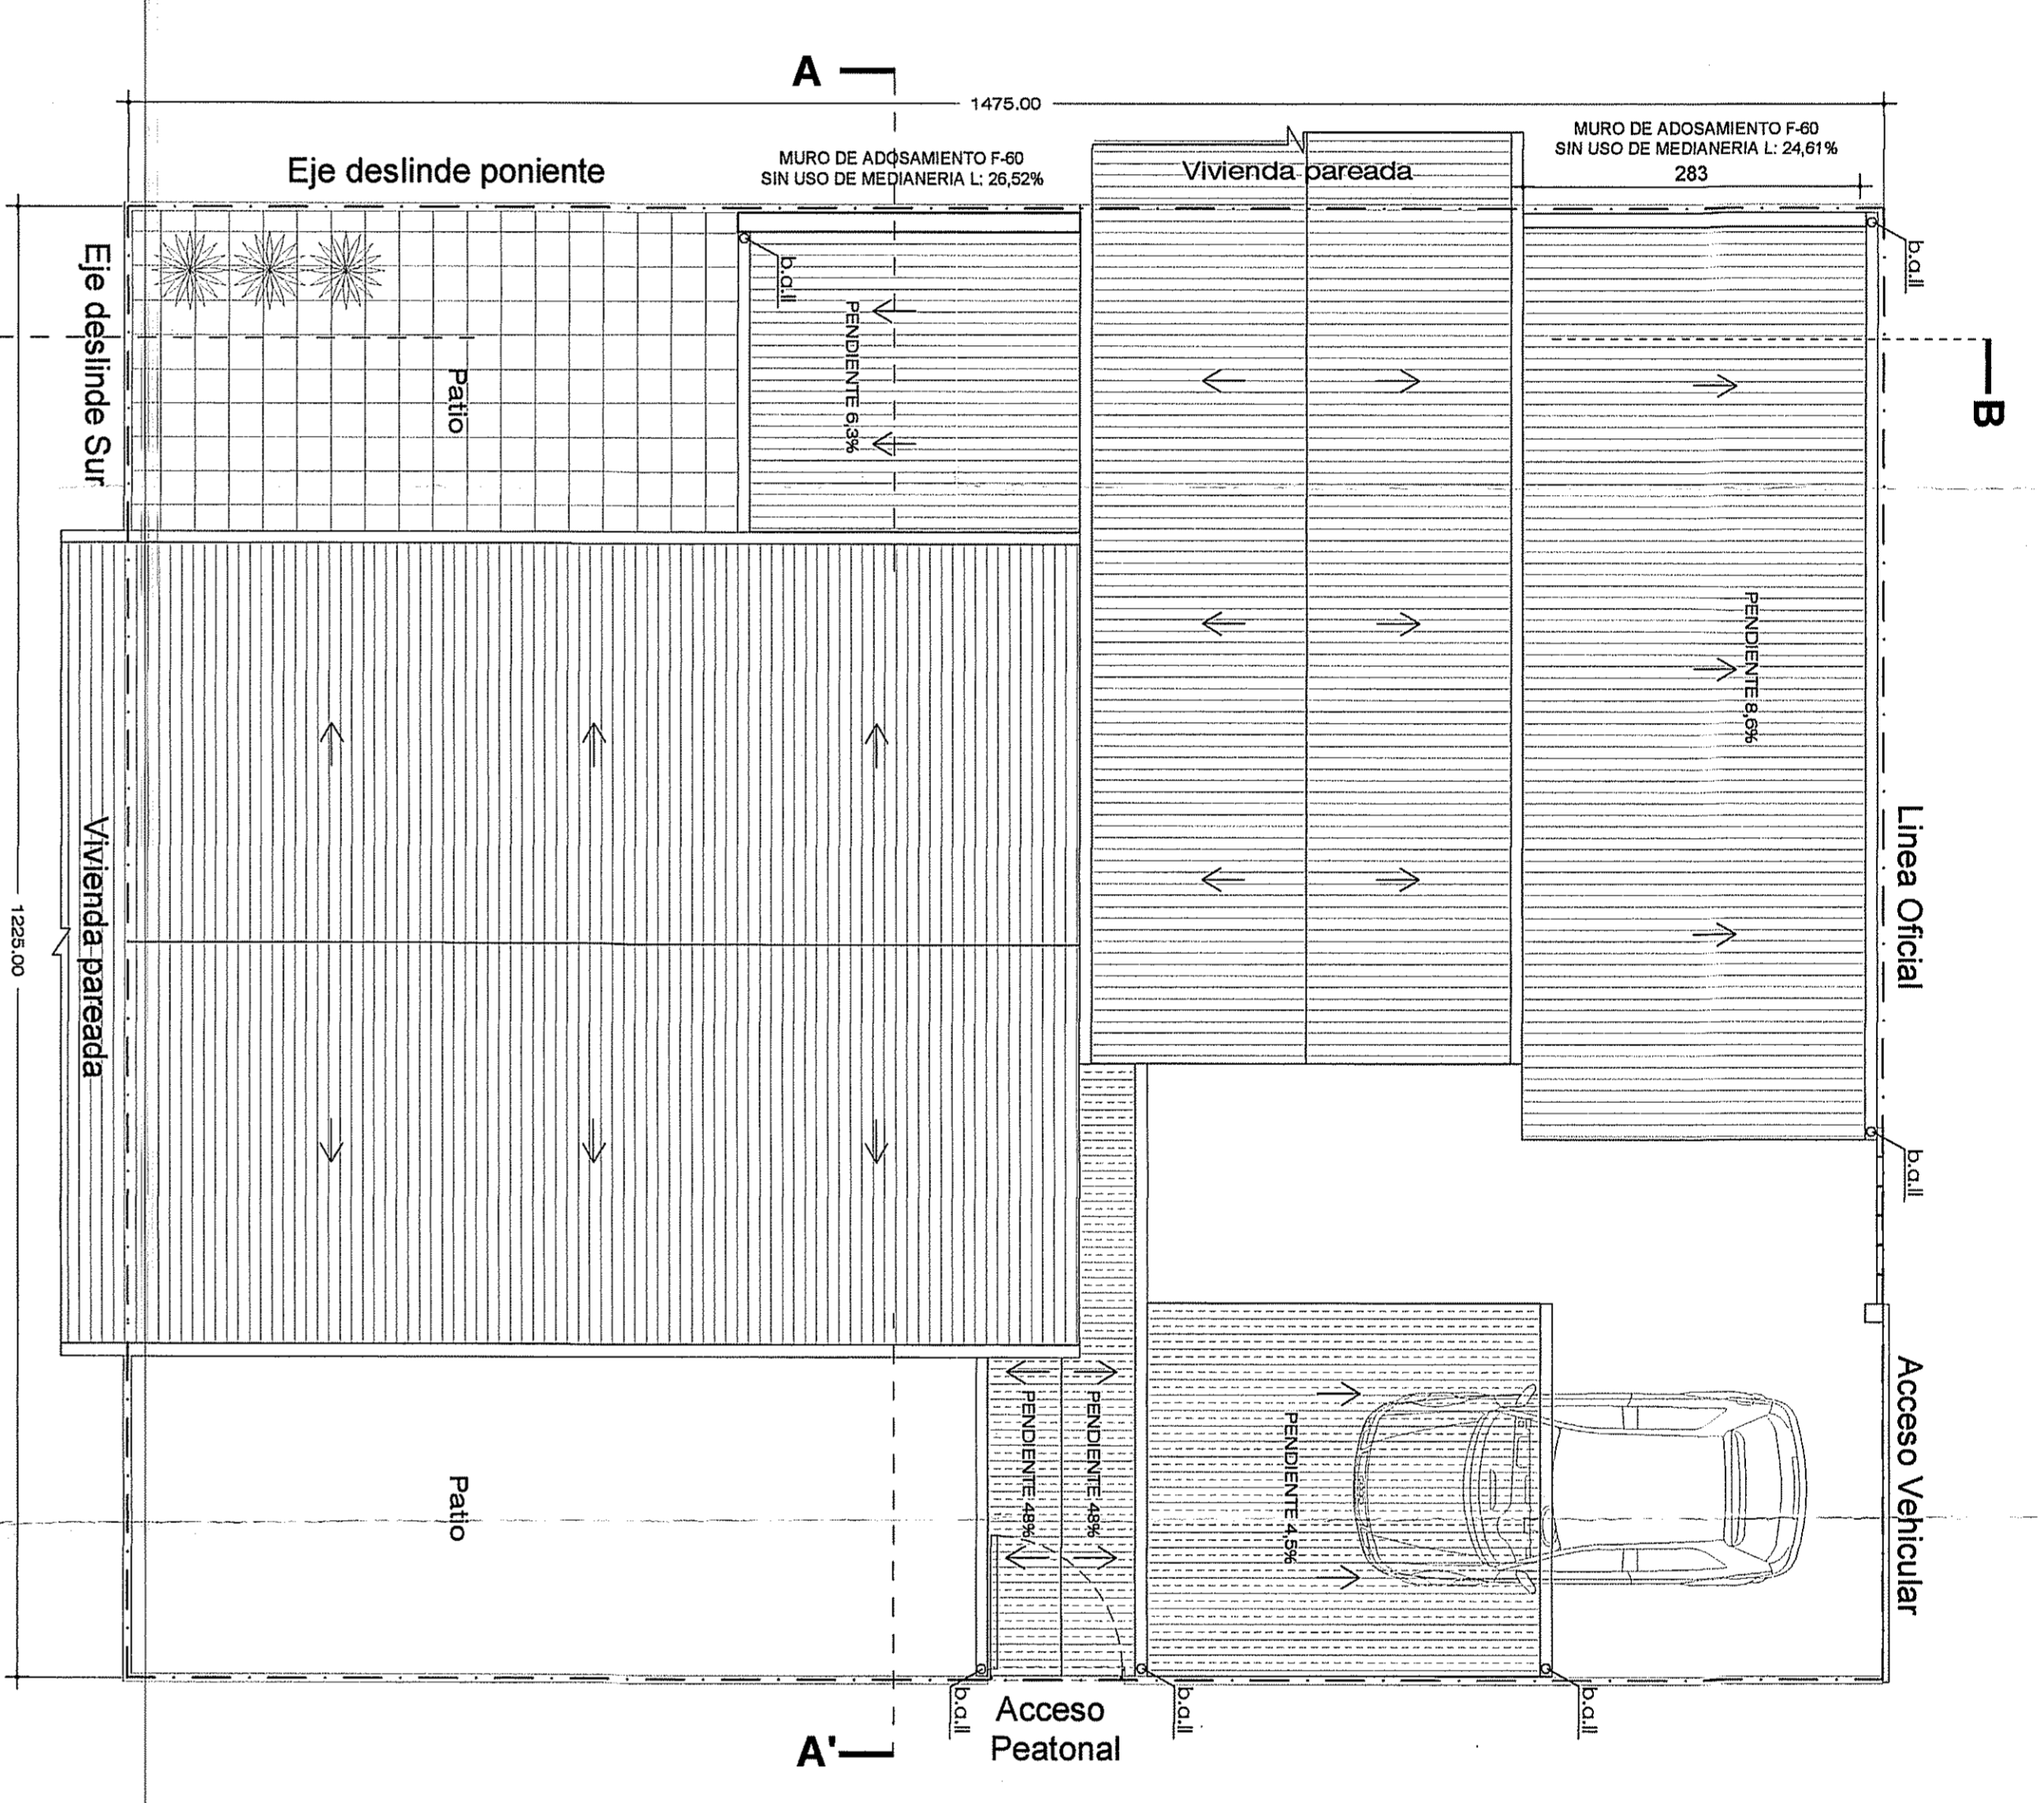 A
1475.00
MURO DE ADOSAMIENTO F-60
SIN USO DE MEDIANERIA L: 24,61%
283
Eje deslinde poniente
MURO DE ADOSAMIENTO F-60
SIN USO DE MEDIANERIA L: 26,52%
Vivienda pareada
b.a.ll
b.a.ll
Eje deslinde Sur
Patio
PENDIENTE 6,3%
B
PENDIENTE 8,6%
Linea Oficial
Vivienda pareada
1225.00
b.a.ll
Acceso Vehicular
PENDIENTE 48%
PENDIENTE 48%
PENDIENTE 4,5%
Patio
b.a.ll
b.a.ll
b.a.ll
Acceso
Peatonal
A'